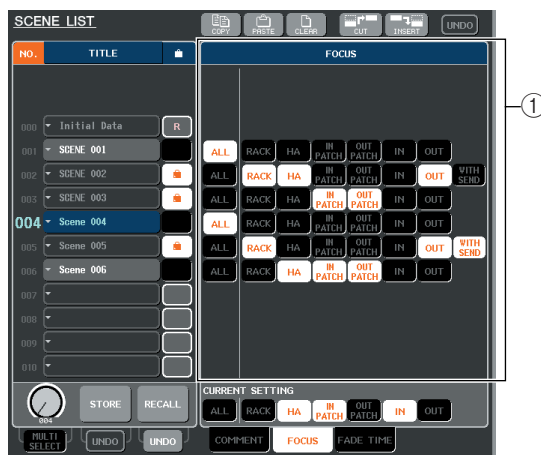 SCENE LIST
COPY PASTE CLEAR CUT INSERT UNDO
NO. TITLE FOCUS
①
000 Initial Data R
001 SCENE 001 ALL RACK HA IN PATCH OUT PATCH IN OUT
002 SCENE 002 ALL RACK HA IN PATCH OUT PATCH IN OUT WITH SEND
003 SCENE 003 ALL RACK HA IN PATCH OUT PATCH IN OUT
004 Scene 004 ALL RACK HA IN PATCH OUT PATCH IN OUT
005 Scene 005 ALL RACK HA IN PATCH OUT PATCH IN OUT WITH SEND
006 Scene 006 ALL RACK HA IN PATCH OUT PATCH IN OUT
007
008
009
010
CURRENT SETTING
004 STORE RECALL ALL RACK HA IN PATCH OUT PATCH IN OUT
MULTI SELECT UNDO UNDO COMMENT FOCUS FADE TIME